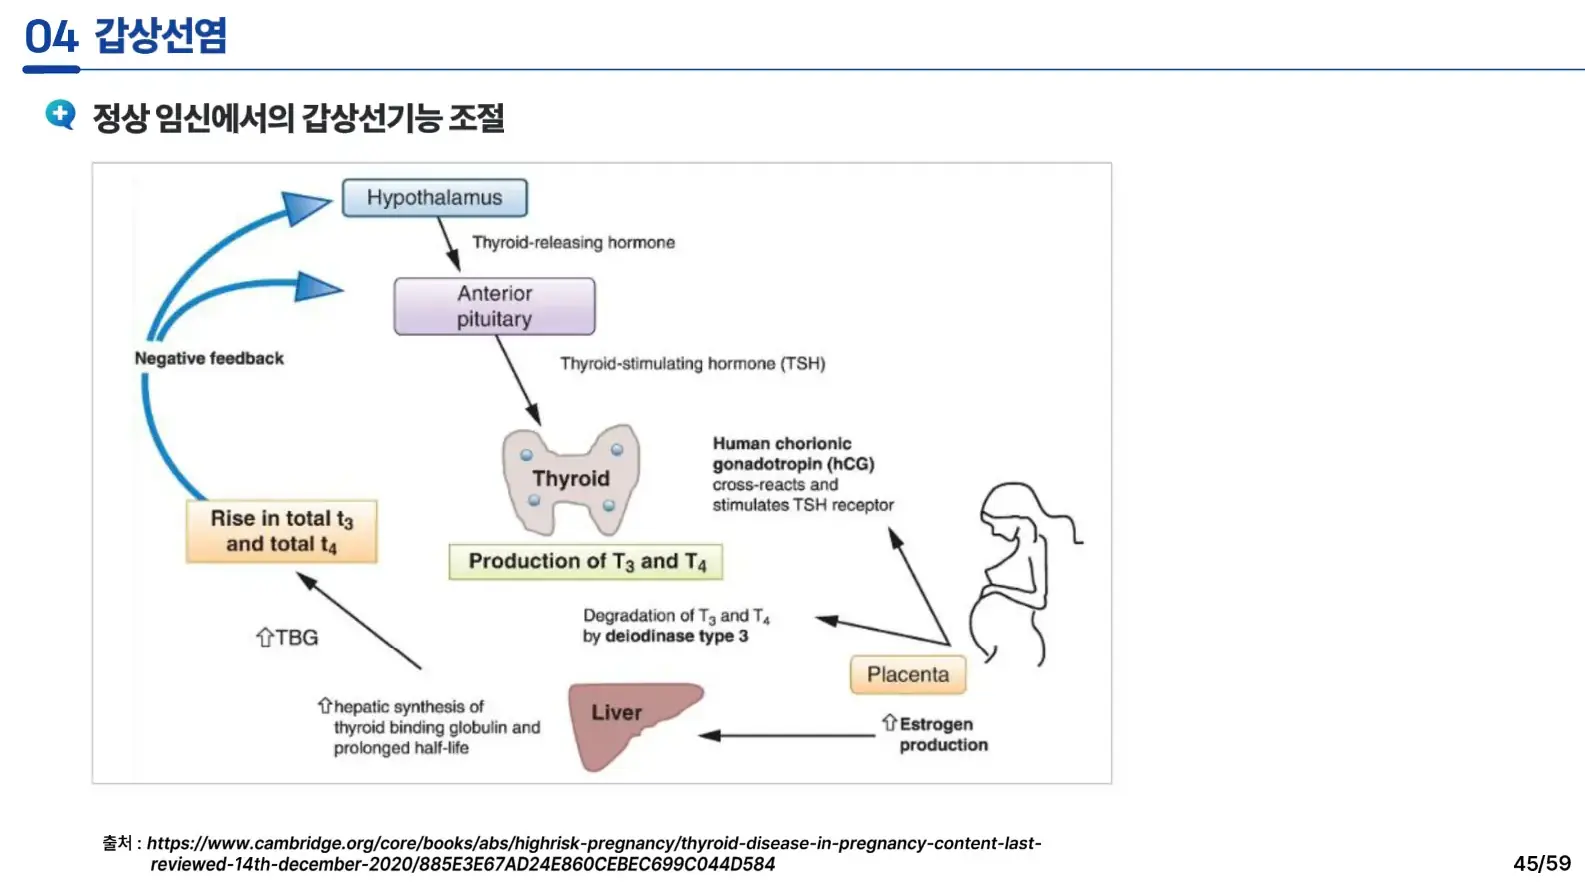 04 갑상선염
정상 임신에서의 갑상선기능 조절
Hypothalamus
Thyroid-releasing hormone
Anterior
pituitary
Negative feedback
Thyroid-stimulating hormone (TSH)
Thyroid
Human chorionic
gonadotropin (hCG)
cross-reacts and
stimulates TSH receptor
Rise in total t₃
and total t₄
Production of T₃ and T₄
Degradation of T₃ and T₄
by deiodinase type 3
⇧TBG
Placenta
⇧hepatic synthesis of
thyroid binding globulin and
prolonged half-life
Liver
⇧Estrogen
production
출처 : https://www.cambridge.org/core/books/abs/highrisk-pregnancy/thyroid-disease-in-pregnancy-content-last-
reviewed-14th-december-2020/885E3E67AD24E860CEBEC699C044D584
45/59